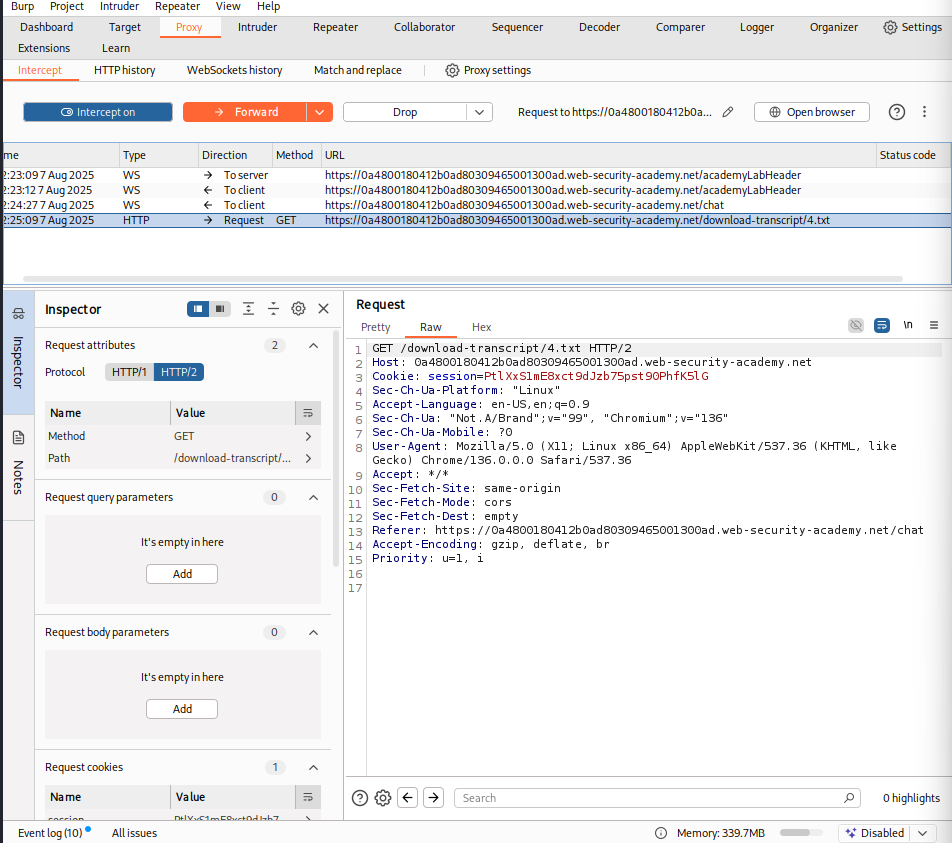 Burp Project Intruder Repeater View Help
Dashboard Target Proxy Intruder Repeater Collaborator Sequencer Decoder Comparer Logger Organizer Settings
Extensions Learn
Intercept HTTP history WebSockets history Match and replace Proxy settings
Intercept on Forward Drop Request to https://0a4800180412b0a... Open browser
me Type Direction Method URL Status code
2:23:09 7 Aug 2025 WS → To server https://0a4800180412b0ad80309465001300ad.web-security-academy.net/academyLabHeader
2:23:12 7 Aug 2025 WS ← To client https://0a4800180412b0ad80309465001300ad.web-security-academy.net/academyLabHeader
2:24:27 7 Aug 2025 WS ← To client https://0a4800180412b0ad80309465001300ad.web-security-academy.net/chat
2:25:09 7 Aug 2025 HTTP → Request GET https://0a4800180412b0ad80309465001300ad.web-security-academy.net/download-transcript/4.txt
Inspector
Notes
Inspector
Request attributes 2
Protocol HTTP/1 HTTP/2
Name Value
Method GET
Path /download-transcript/...
Request query parameters 0
It's empty in here
Add
Request body parameters 0
It's empty in here
Add
Request cookies 1
Name Value
session PtlXxS1mE8xct9dJzb7...
Request
Pretty Raw Hex
\n
1 GET /download-transcript/4.txt HTTP/2
2 Host: 0a4800180412b0ad80309465001300ad.web-security-academy.net
3 Cookie: session=PtlXxS1mE8xct9dJzb75pst90PhfK5lG
4 Sec-Ch-Ua-Platform: "Linux"
5 Accept-Language: en-US,en;q=0.9
6 Sec-Ch-Ua: "Not.A/Brand";v="99", "Chromium";v="136"
7 Sec-Ch-Ua-Mobile: ?0
8 User-Agent: Mozilla/5.0 (X11; Linux x86_64) AppleWebKit/537.36 (KHTML, like
Gecko) Chrome/136.0.0.0 Safari/537.36
9 Accept: */*
10 Sec-Fetch-Site: same-origin
11 Sec-Fetch-Mode: cors
12 Sec-Fetch-Dest: empty
13 Referer: https://0a4800180412b0ad80309465001300ad.web-security-academy.net/chat
14 Accept-Encoding: gzip, deflate, br
15 Priority: u=1, i
16
17
Search 0 highlights
Event log (10) All issues Memory: 339.7MB Disabled